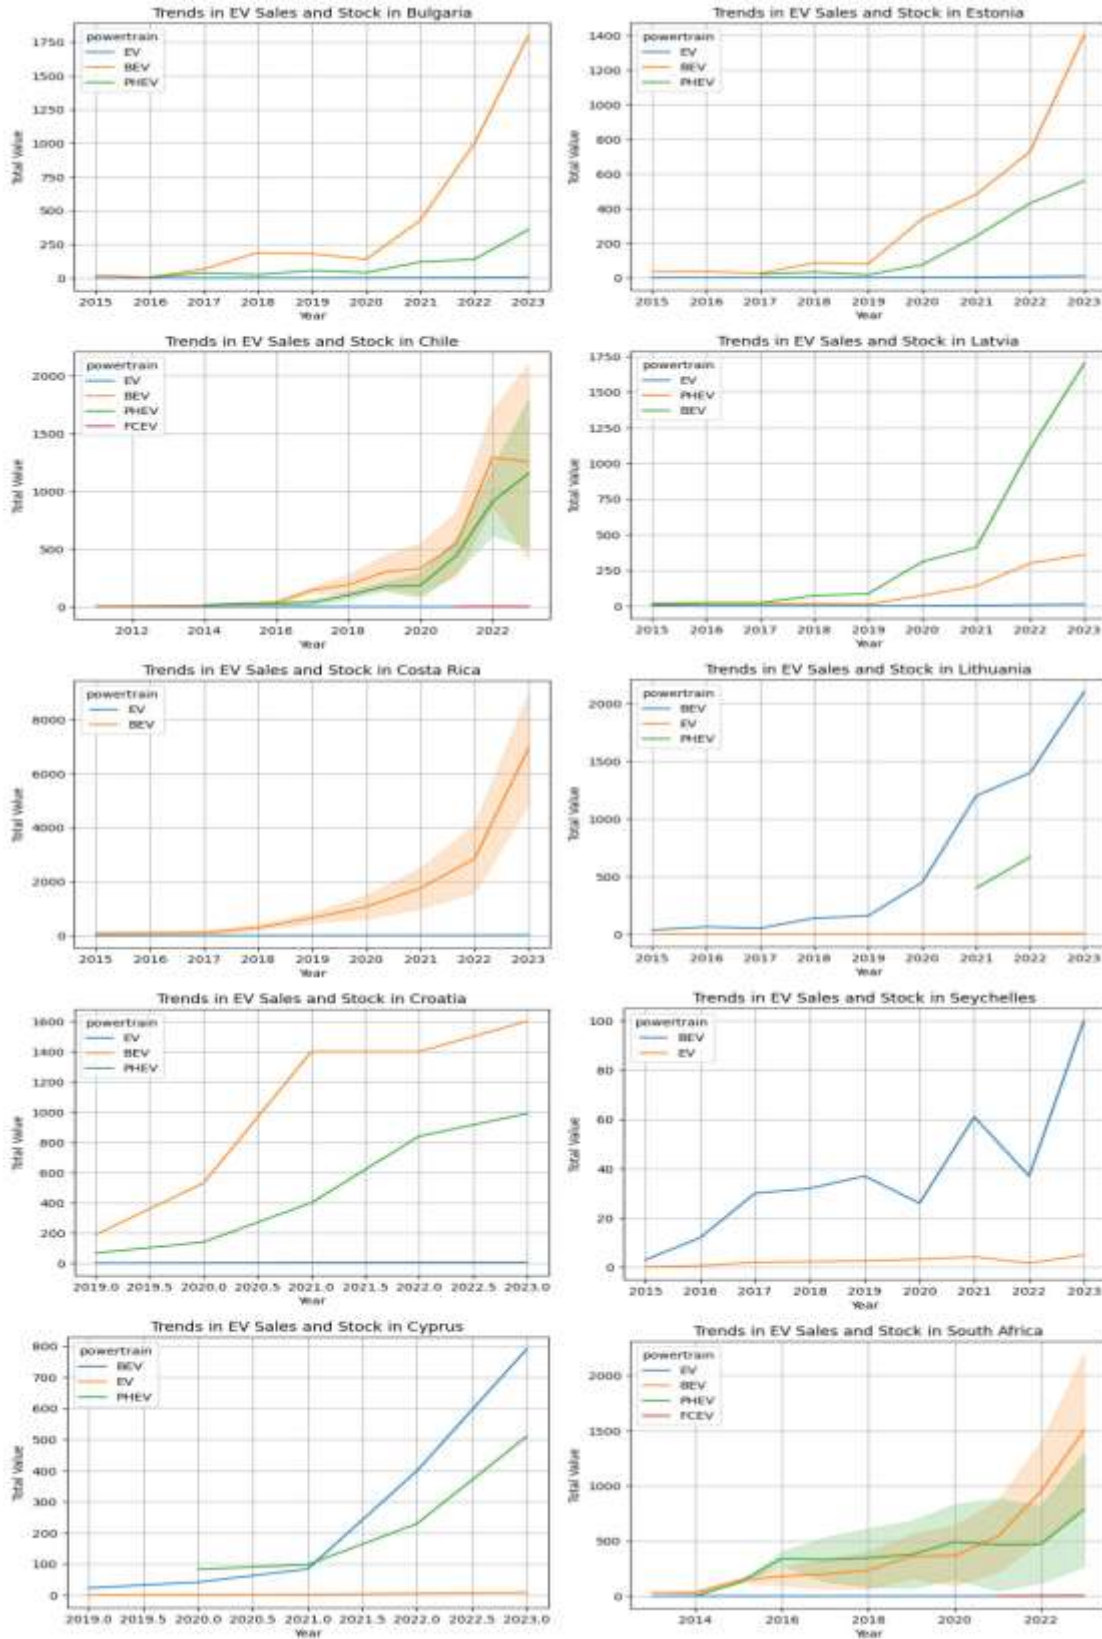 Trends in EV Sales and Stock in Bulgaria
powertrain
EV
BEV
PHEV
1750
1500
1250
1000
750
500
250
0
Total Value
2015 2016 2017 2018 2019 2020 2021 2022 2023
Year
Trends in EV Sales and Stock in Estonia
powertrain
EV
BEV
PHEV
1400
1200
1000
800
600
400
200
0
Total Value
2015 2016 2017 2018 2019 2020 2021 2022 2023
Year
Trends in EV Sales and Stock in Chile
powertrain
EV
BEV
PHEV
FCEV
2000
1500
1000
500
0
Total Value
2012 2014 2016 2018 2020 2022
Year
Trends in EV Sales and Stock in Latvia
powertrain
EV
PHEV
BEV
1750
1500
1250
1000
750
500
250
0
Total Value
2015 2016 2017 2018 2019 2020 2021 2022 2023
Year
Trends in EV Sales and Stock in Costa Rica
powertrain
EV
BEV
8000
6000
4000
2000
0
Total Value
2015 2016 2017 2018 2019 2020 2021 2022 2023
Year
Trends in EV Sales and Stock in Lithuania
powertrain
BEV
EV
PHEV
2000
1500
1000
500
0
Total Value
2015 2016 2017 2018 2019 2020 2021 2022 2023
Year
Trends in EV Sales and Stock in Croatia
powertrain
EV
BEV
PHEV
1600
1400
1200
1000
800
600
400
200
0
Total Value
2019.0 2019.5 2020.0 2020.5 2021.0 2021.5 2022.0 2022.5 2023.0
Year
Trends in EV Sales and Stock in Seychelles
powertrain
BEV
EV
100
80
60
40
20
0
Total Value
2015 2016 2017 2018 2019 2020 2021 2022 2023
Year
Trends in EV Sales and Stock in Cyprus
powertrain
BEV
EV
PHEV
800
700
600
500
400
300
200
100
0
Total Value
2019.0 2019.5 2020.0 2020.5 2021.0 2021.5 2022.0 2022.5 2023.0
Year
Trends in EV Sales and Stock in South Africa
powertrain
EV
BEV
PHEV
FCEV
2000
1500
1000
500
0
Total Value
2014 2016 2018 2020 2022
Year